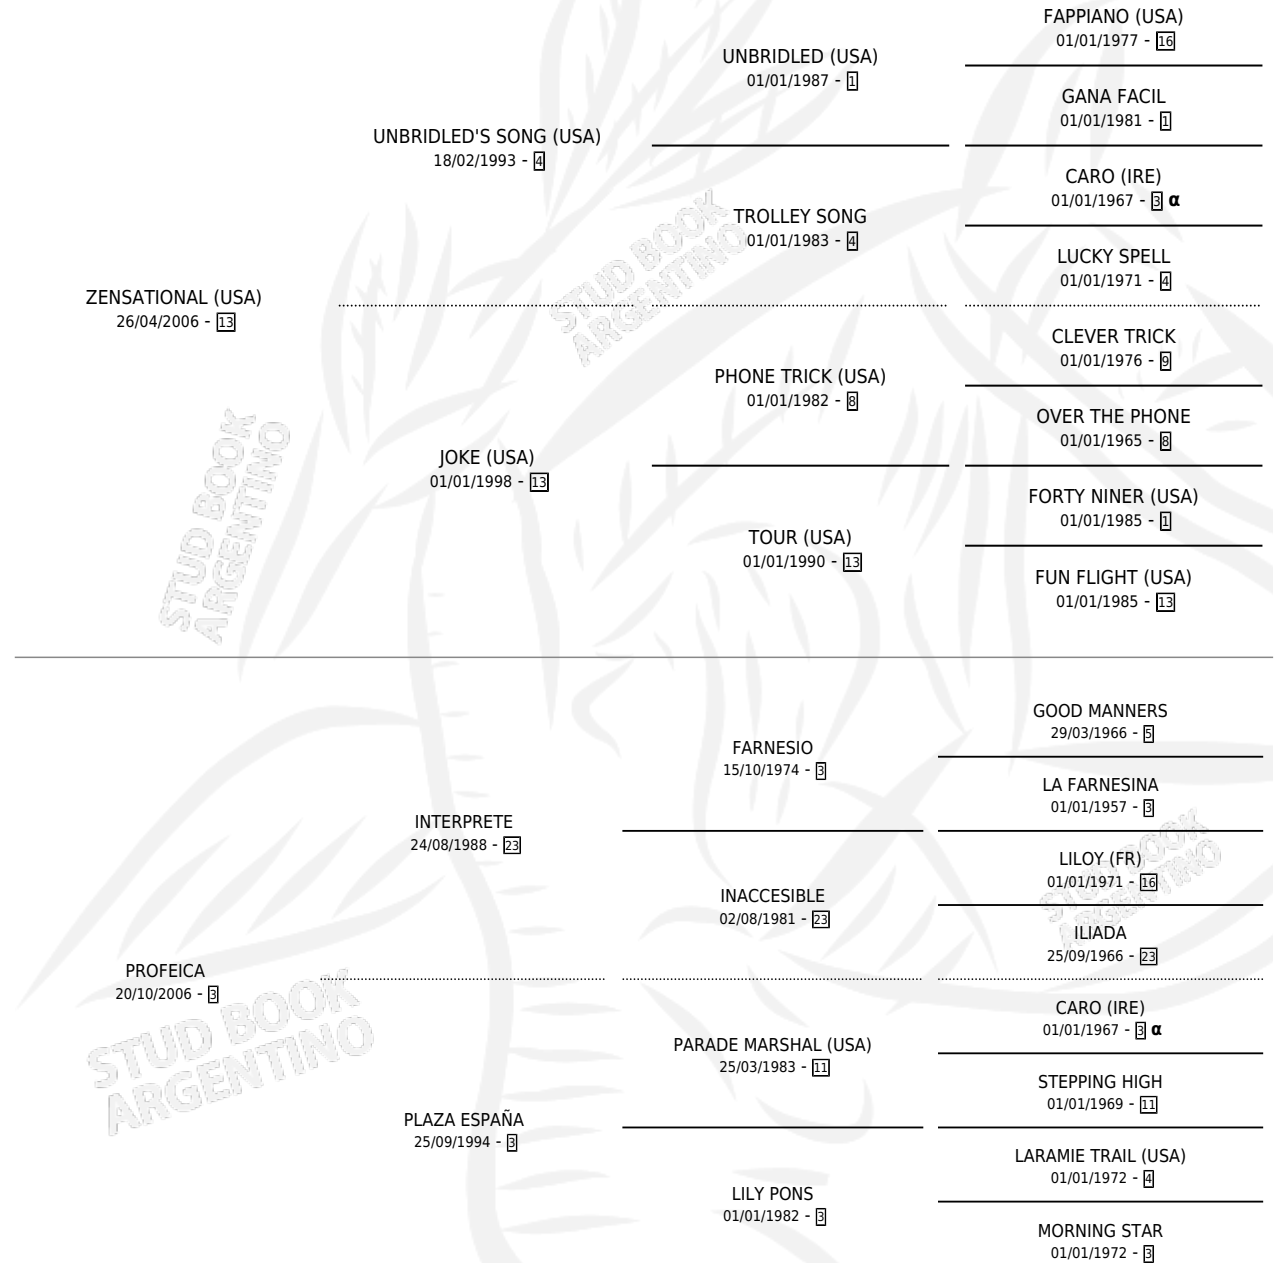 FAPPIANO (USA)
01/01/1977 - 16
UNBRIDLED (USA)
01/01/1987 - 1
GANA FACIL
01/01/1981 - 1
UNBRIDLED'S SONG (USA)
18/02/1993 - 4
CARO (IRE)
01/01/1967 - 3 α
TROLLEY SONG
01/01/1983 - 4
LUCKY SPELL
01/01/1971 - 4
ZENSATIONAL (USA)
26/04/2006 - 13
CLEVER TRICK
01/01/1976 - 9
PHONE TRICK (USA)
01/01/1982 - 8
OVER THE PHONE
01/01/1965 - 8
JOKE (USA)
01/01/1998 - 13
FORTY NINER (USA)
01/01/1985 - 1
TOUR (USA)
01/01/1990 - 13
FUN FLIGHT (USA)
01/01/1985 - 13
STUD BOOK
ARGENTINO
STUD BOOK
ARGENTINO
GOOD MANNERS
29/03/1966 - 5
FARNESIO
15/10/1974 - 3
LA FARNESINA
01/01/1957 - 3
INTERPRETE
24/08/1988 - 23
LILOY (FR)
01/01/1971 - 16
INACCESIBLE
02/08/1981 - 23
ILIADA
25/09/1966 - 23
PROFEICA
20/10/2006 - 3
CARO (IRE)
01/01/1967 - 3 α
PARADE MARSHAL (USA)
25/03/1983 - 11
STEPPING HIGH
01/01/1969 - 11
PLAZA ESPAÑA
25/09/1994 - 3
LARAMIE TRAIL (USA)
01/01/1972 - 4
LILY PONS
01/01/1982 - 3
MORNING STAR
01/01/1972 - 3
STUD BOOK
ARGENTINO
STUD BOOK
ARGENTINO